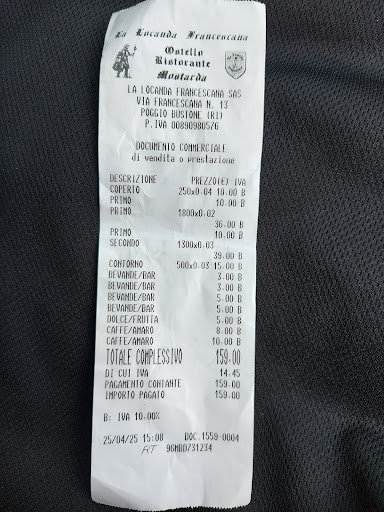 La Locanda Francescana
Ostello
Ristorante
Mostarda
LA LOCANDA FRANCESCANA SAS
VIA FRANCESCANA N. 13
POGGIO BUSTONE (RI)
P.IVA 00890980576
DOCUMENTO COMMERCIALE
di vendita o prestazione
DESCRIZIONE PREZZO(€) IVA
COPERTO 250x0.04 10.00 B
PRIMO 10.00 B
PRIMO 1800x0.02
36.00 B
PRIMO 10.00 B
SECONDO 1300x0.03
39.00 B
CONTORNO 500x0.03 15.00 B
BEVANDE/BAR 3.00 B
BEVANDE/BAR 3.00 B
BEVANDE/BAR 5.00 B
BEVANDE/BAR 5.00 B
DOLCE/FRUTTA 5.00 B
CAFFE/AMARO 8.00 B
CAFFE/AMARO 10.00 B
TOTALE COMPLESSIVO 159.00
DI CUI IVA 14.45
PAGAMENTO CONTANTE 159.00
IMPORTO PAGATO 159.00
B: IVA 10.00%
25/04/25 15:08 DOC.1559-0004
RT 96MBD731234